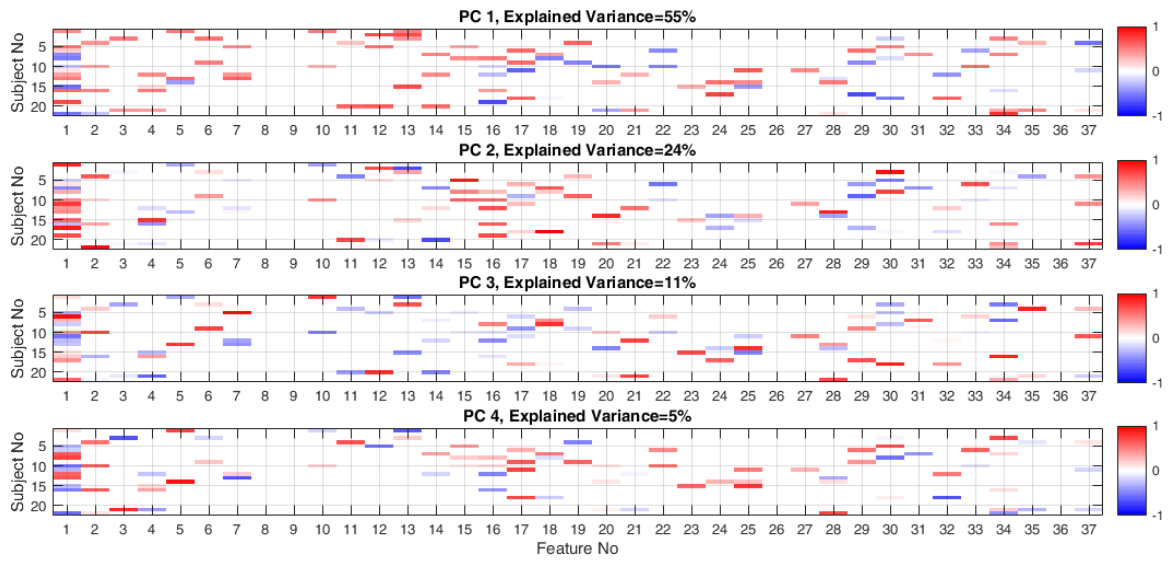 PC 1, Explained Variance=55%
Subject No
5
10
15
20
1 2 3 4 5 6 7 8 9 10 11 12 13 14 15 16 17 18 19 20 21 22 23 24 25 26 27 28 29 30 31 32 33 34 35 36 37
1
0
-1
PC 2, Explained Variance=24%
Subject No
5
10
15
20
1 2 3 4 5 6 7 8 9 10 11 12 13 14 15 16 17 18 19 20 21 22 23 24 25 26 27 28 29 30 31 32 33 34 35 36 37
1
0
-1
PC 3, Explained Variance=11%
Subject No
5
10
15
20
1 2 3 4 5 6 7 8 9 10 11 12 13 14 15 16 17 18 19 20 21 22 23 24 25 26 27 28 29 30 31 32 33 34 35 36 37
1
0
-1
PC 4, Explained Variance=5%
Subject No
5
10
15
20
1 2 3 4 5 6 7 8 9 10 11 12 13 14 15 16 17 18 19 20 21 22 23 24 25 26 27 28 29 30 31 32 33 34 35 36 37
1
0
-1
Feature No